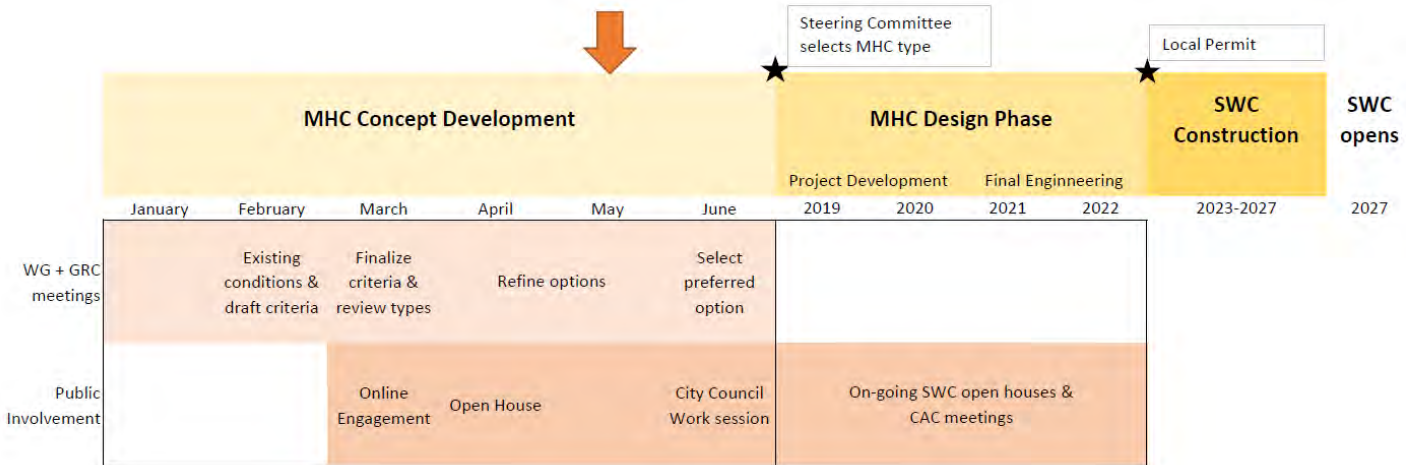 Steering Committee
selects MHC type
Local Permit
MHC Concept Development
MHC Design Phase
SWC
Construction
SWC
opens
Project Development
Final Enginneering
January
February
March
April
May
June
2019
2020
2021
2022
2023-2027
2027
WG + GRC
meetings
Existing
conditions &
draft criteria
Finalize
criteria &
review types
Refine options
Select
preferred
option
Public
Involvement
Online
Engagement
Open House
City Council
Work session
On-going SWC open houses &
CAC meetings